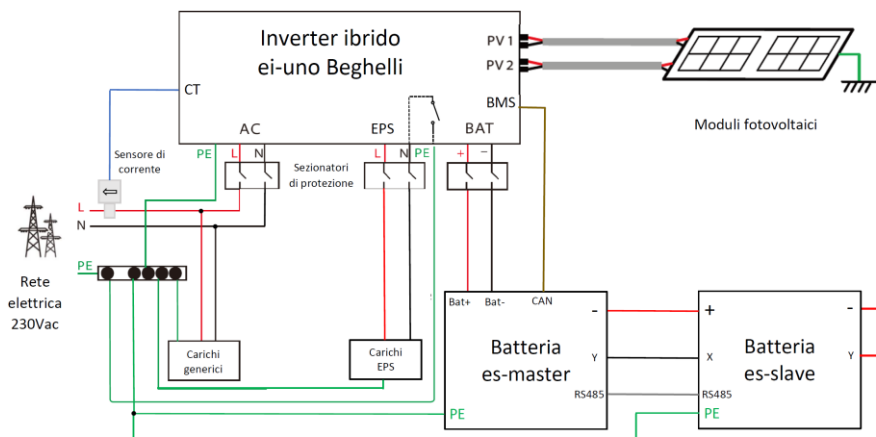 Inverter ibrido
ei-uno Beghelli
PV 1
PV 2
CT
BMS
AC
EPS
BAT
PE
L
N
L
N
PE
+
−
Moduli fotovoltaici
Sensore di
corrente
Sezionatori
di protezione
L
N
PE
Rete
elettrica
230Vac
Carichi
generici
Carichi
EPS
Bat+
Bat-
CAN
-
Batteria
es-master
Y
RS485
PE
+
-
Batteria
es-slave
X
Y
RS485
PE